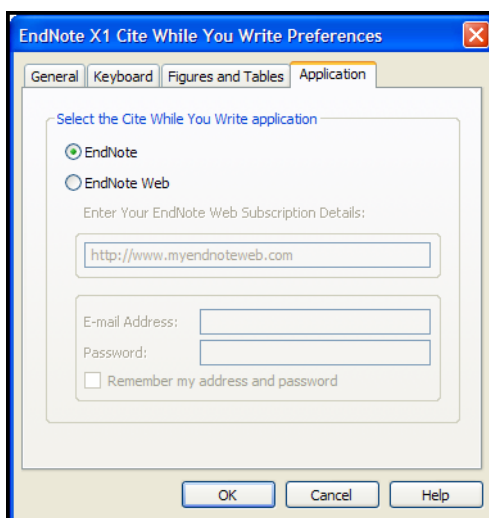 EndNote X1 Cite While You Write Preferences
General Keyboard Figures and Tables Application
Select the Cite While You Write application
EndNote
EndNote Web
Enter Your EndNote Web Subscription Details:
http://www.myendnoteweb.com
E-mail Address:
Password:
Remember my address and password
OK Cancel Help